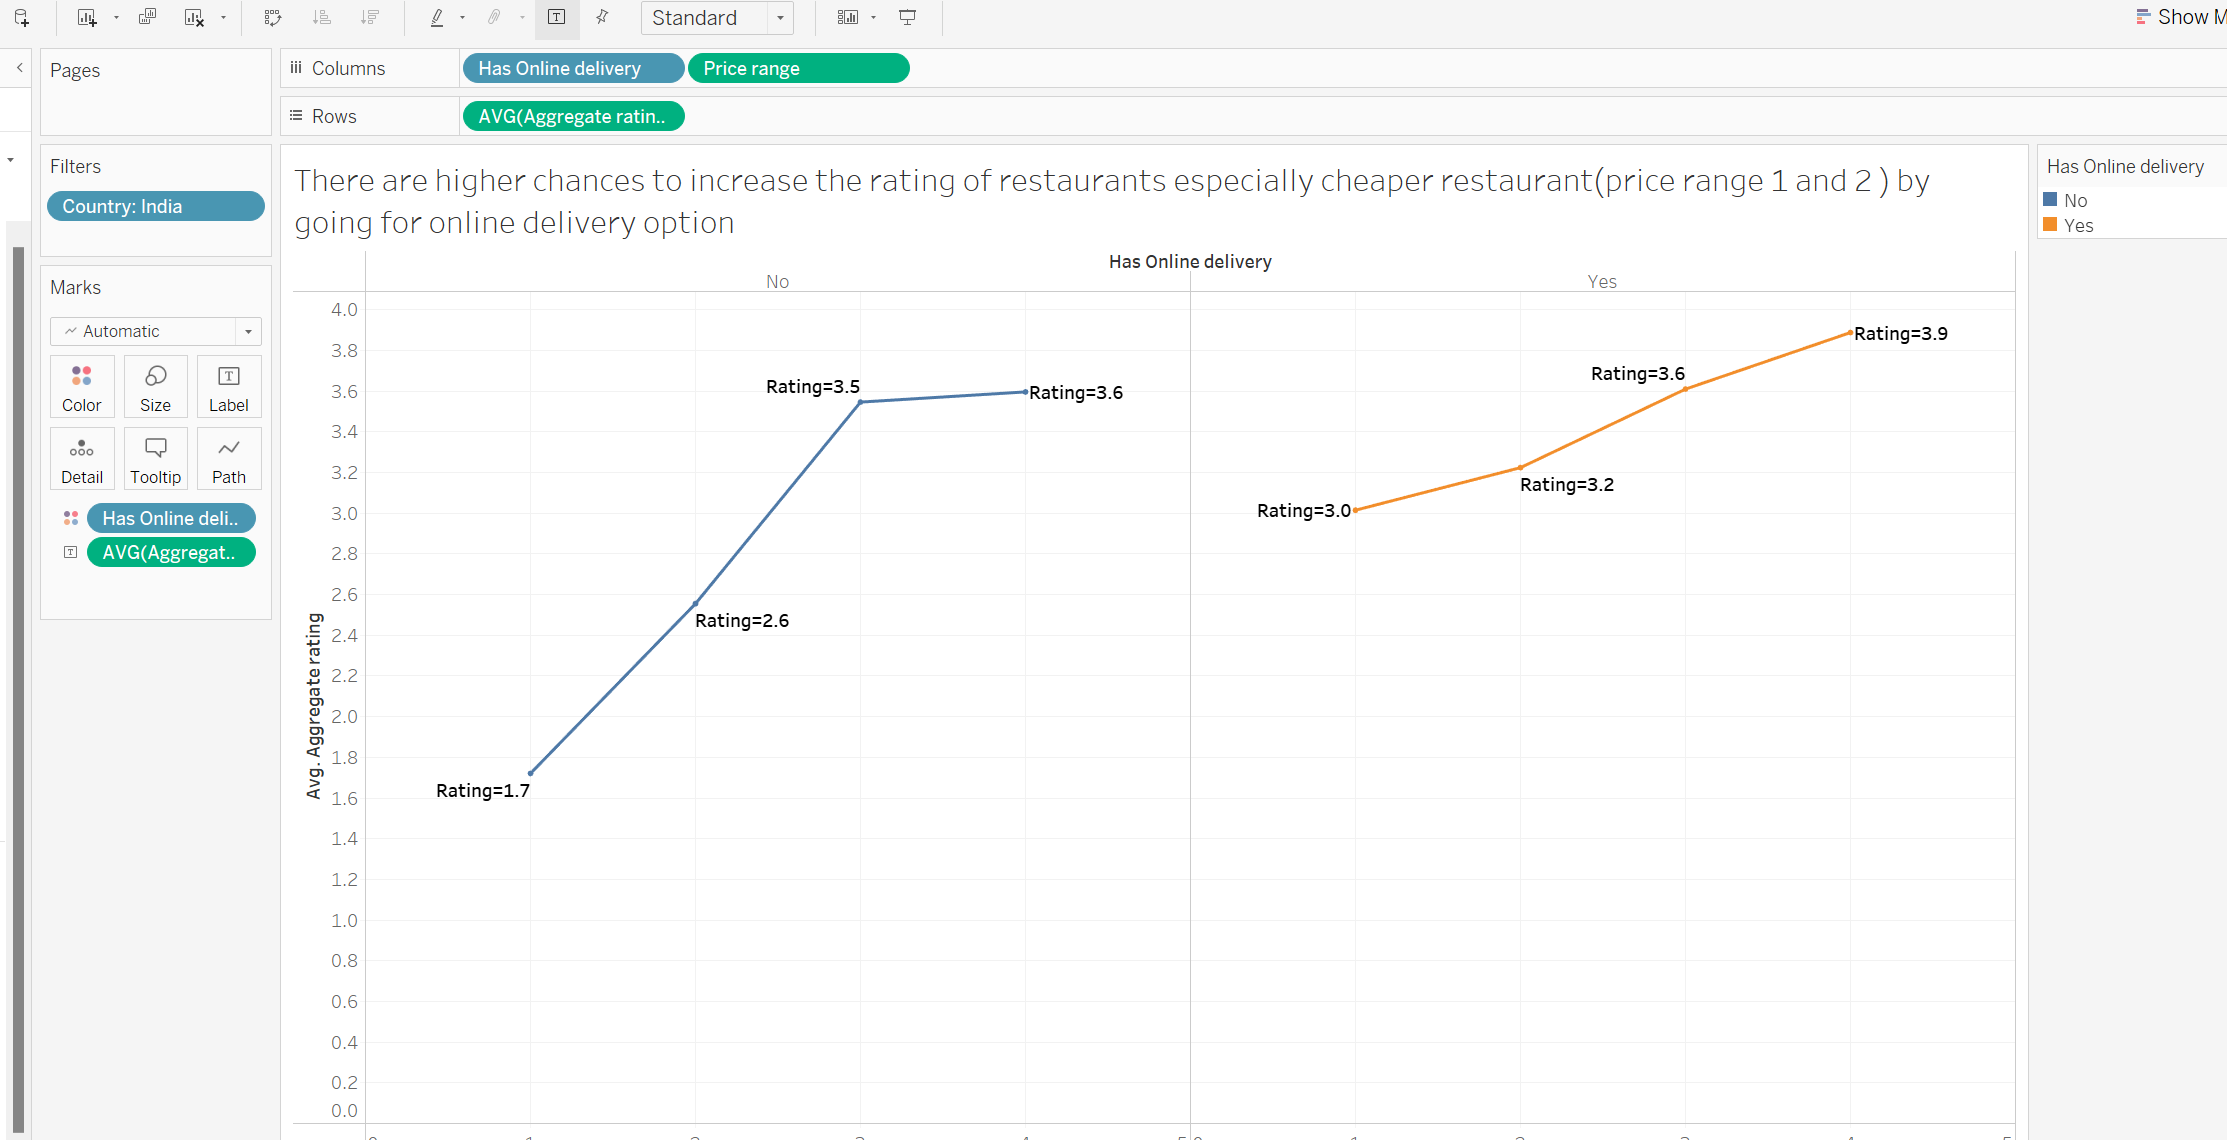 Standard
Show M
Pages
Columns
Has Online delivery
Price range
Rows
AVG(Aggregate ratin..
Filters
Country: India
Marks
Automatic
Color
Size
Label
Detail
Tooltip
Path
Has Online deli..
AVG(Aggregat..
There are higher chances to increase the rating of restaurants especially cheaper restaurant(price range 1 and 2 ) by
going for online delivery option
Has Online delivery
No
Yes
Avg. Aggregate rating
4.0
3.8
3.6
3.4
3.2
3.0
2.8
2.6
2.4
2.2
2.0
1.8
1.6
1.4
1.2
1.0
0.8
0.6
0.4
0.2
0.0
Rating=1.7
Rating=2.6
Rating=3.5
Rating=3.6
Rating=3.0
Rating=3.2
Rating=3.6
Rating=3.9
Has Online delivery
No
Yes